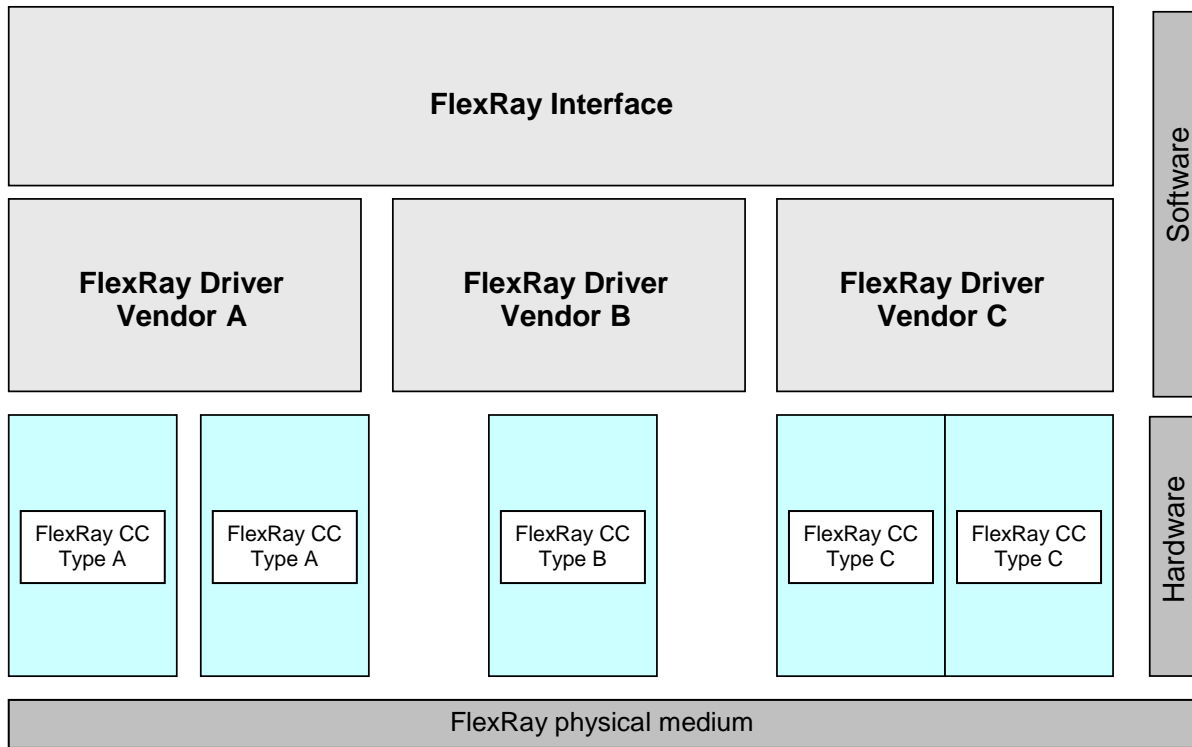 FlexRay Interface
Software
FlexRay Driver
Vendor A
FlexRay Driver
Vendor B
FlexRay Driver
Vendor C
FlexRay CC
Type A
FlexRay CC
Type A
FlexRay CC
Type B
FlexRay CC
Type C
FlexRay CC
Type C
Hardware
FlexRay physical medium